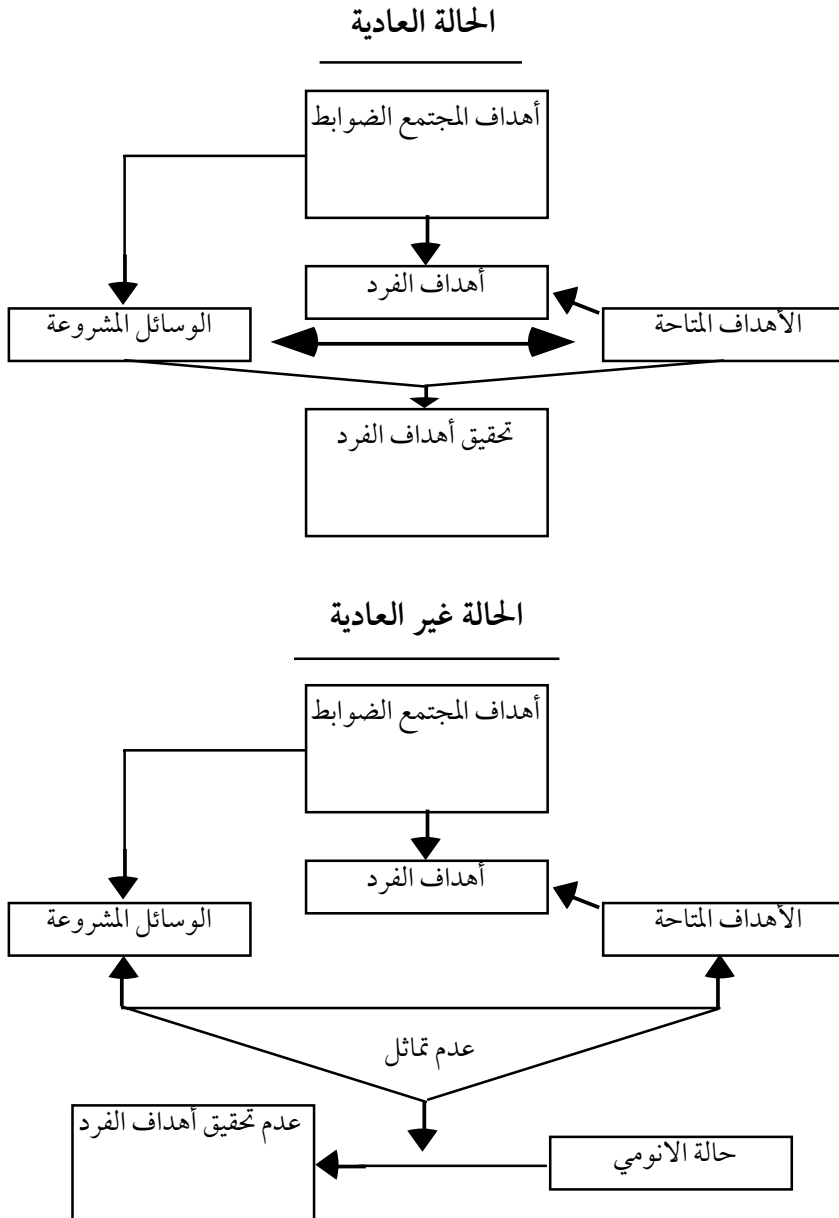 الحالة العادية
أهداف المجتمع الضوابط
أهداف الفرد
الأهداف المتاحة
الوسائل المشروعة
تحقيق أهداف الفرد
الحالة غير العادية
أهداف المجتمع الضوابط
أهداف الفرد
الأهداف المتاحة
الوسائل المشروعة
عدم تماثل
عدم تحقيق أهداف الفرد
حالة الانومي